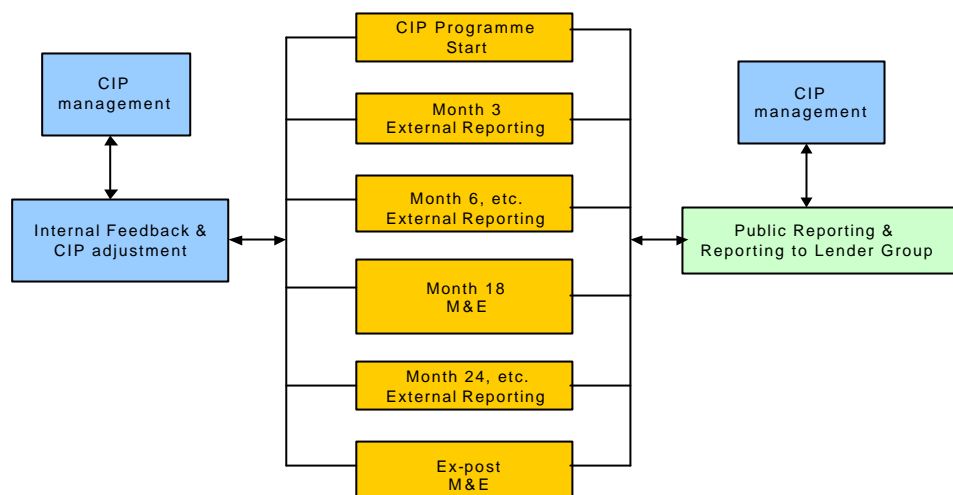 CIP Programme
Start
CIP
management
CIP
management
Month 3
External Reporting
Month 6, etc.
External Reporting
Internal Feedback &
CIP adjustment
Public Reporting &
Reporting to Lender Group
Month 18
M&E
Month 24, etc.
External Reporting
Ex-post
M&E